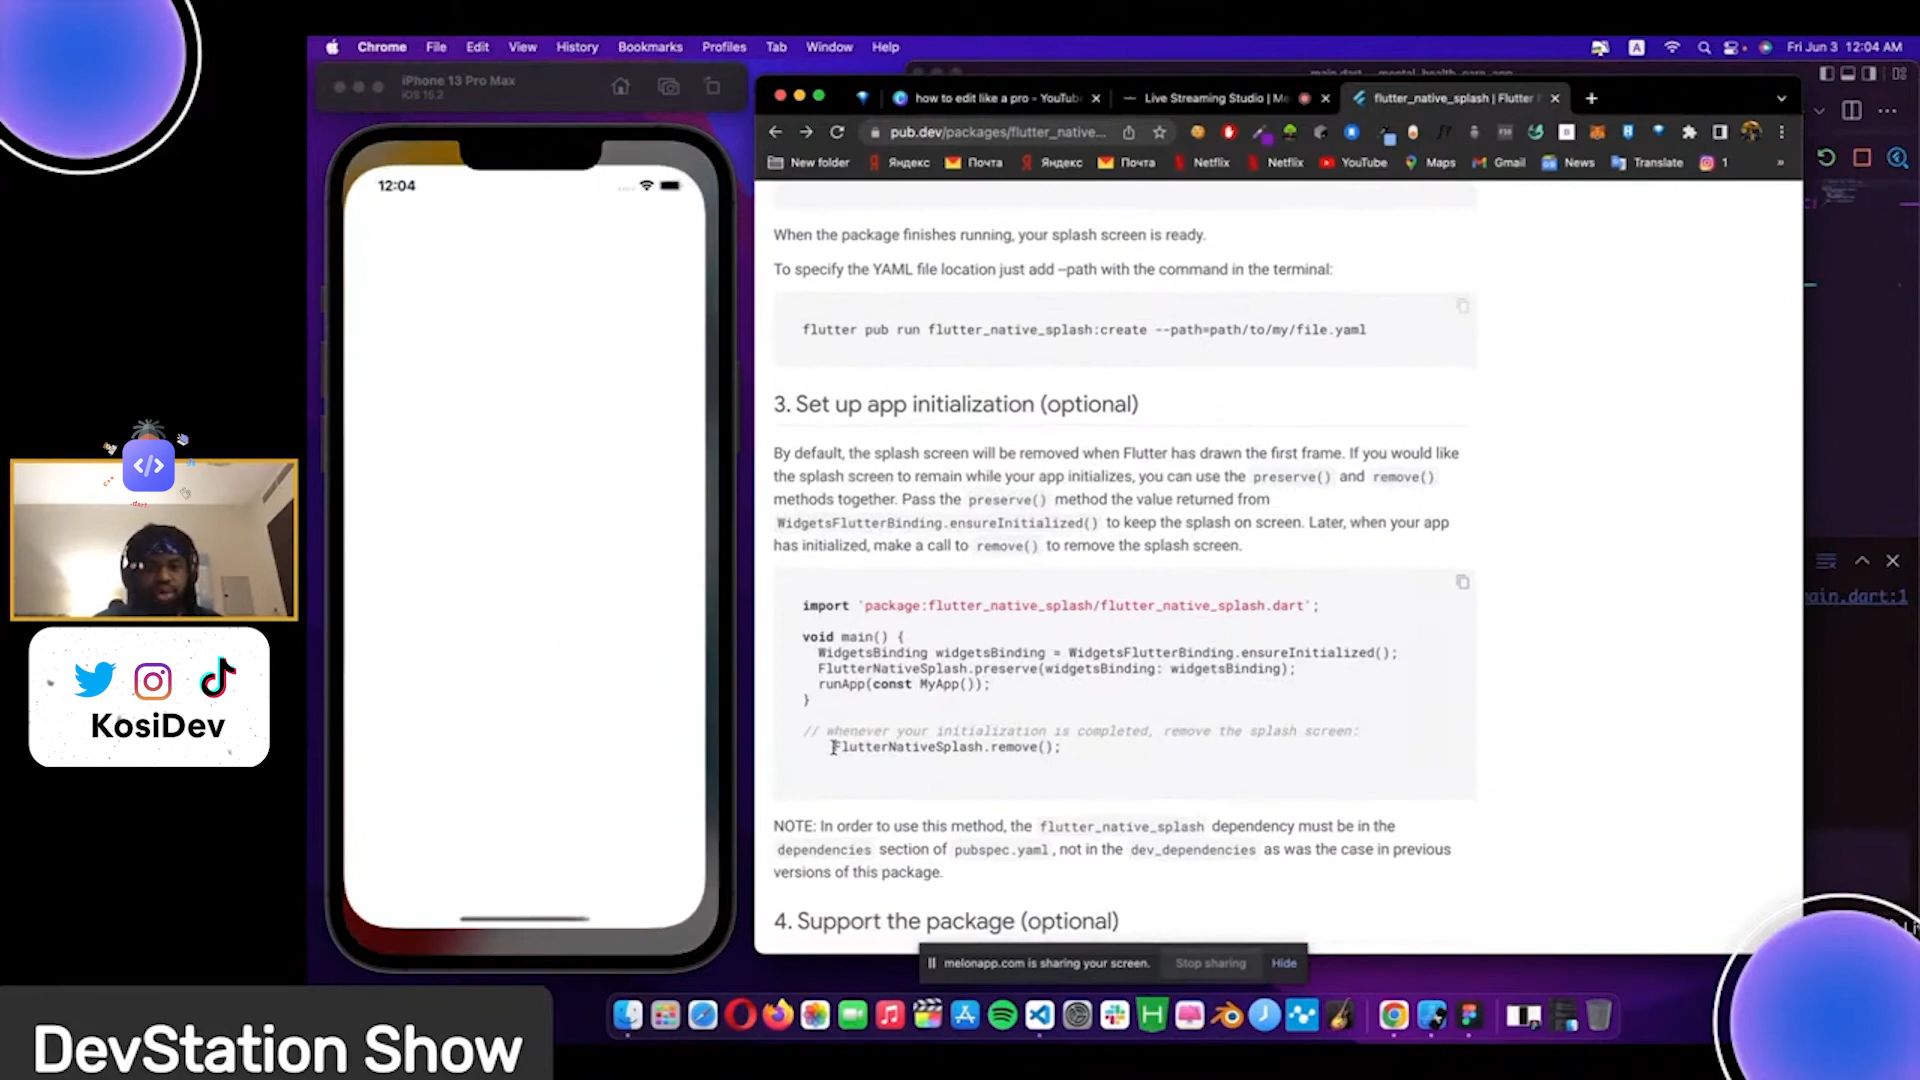 Chrome File Edit View History Bookmarks Profiles Tab Window Help
A
Fri Jun 3 12:04 AM
iPhone 13 Pro Max
iOS 15.2
main.dart — mental_health_care_app
how to edit like a pro - YouTub
Live Streaming Studio | Me
flutter_native_splash | Flutter
pub.dev/packages/flutter_native...
New folder
Яндекс
Почта
Яндекс
Почта
Netflix
Netflix
YouTube
Maps
Gmail
News
Translate
1
12:04
When the package finishes running, your splash screen is ready.
To specify the YAML file location just add –path with the command in the terminal:
flutter pub run flutter_native_splash:create --path=path/to/my/file.yaml
3. Set up app initialization (optional)
By default, the splash screen will be removed when Flutter has drawn the first frame. If you would like
the splash screen to remain while your app initializes, you can use the preserve() and remove()
methods together. Pass the preserve() method the value returned from
WidgetsFlutterBinding.ensureInitialized() to keep the splash on screen. Later, when your app
has initialized, make a call to remove() to remove the splash screen.
import 'package:flutter_native_splash/flutter_native_splash.dart';
void main() {
WidgetsBinding widgetsBinding = WidgetsFlutterBinding.ensureInitialized();
FlutterNativeSplash.preserve(widgetsBinding: widgetsBinding);
runApp(const MyApp());
}
// whenever your initialization is completed, remove the splash screen:
FlutterNativeSplash.remove();
NOTE: In order to use this method, the flutter_native_splash dependency must be in the
dependencies section of pubspec.yaml, not in the dev_dependencies as was the case in previous
versions of this package.
4. Support the package (optional)
main.dart:1
melonapp.com is sharing your screen. Stop sharing Hide
</>
C++
.dart
KosiDev
DevStation Show